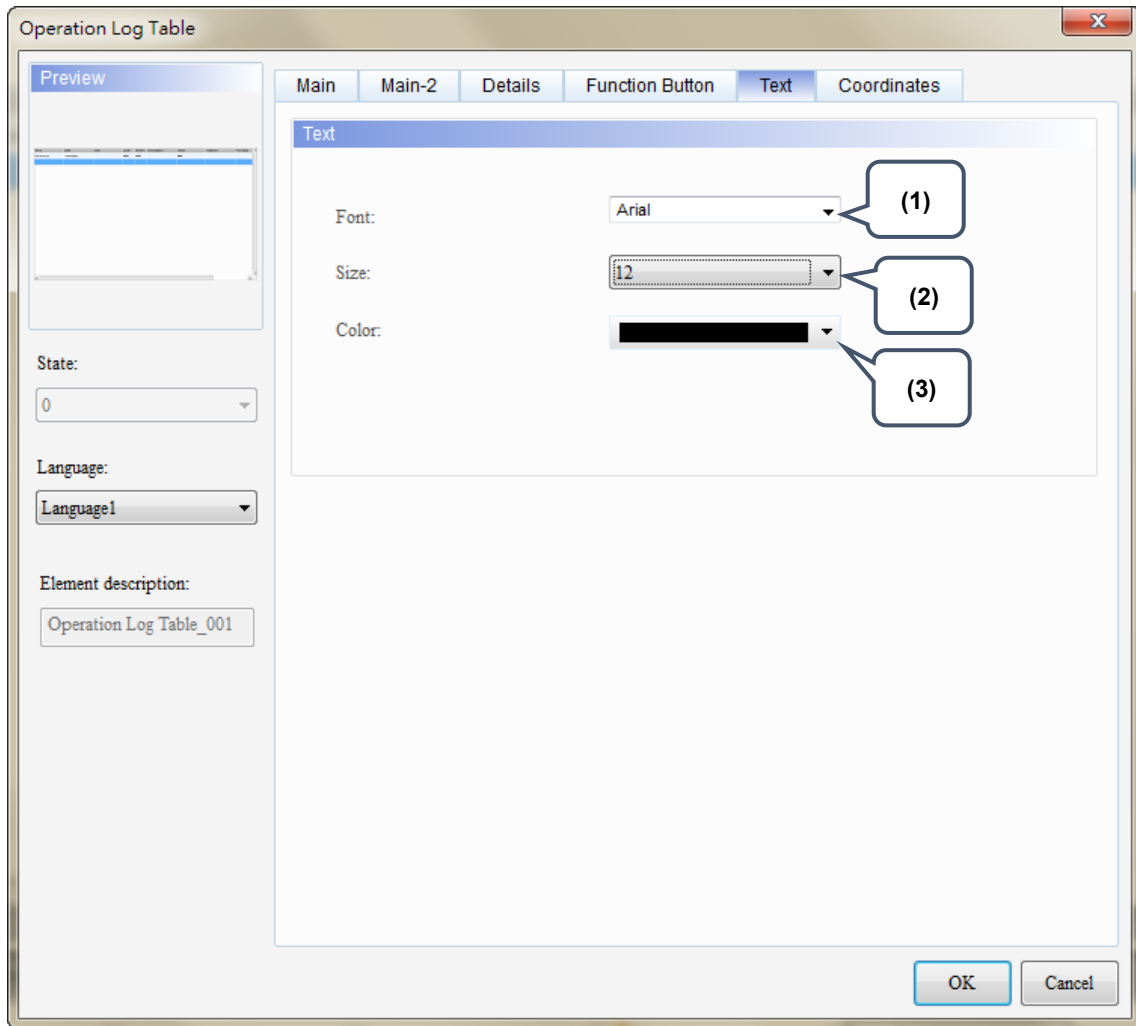 Operation Log Table
Preview
Main Main-2 Details Function Button Text Coordinates
Text
Font: Arial (1)
Size: 12 (2)
Color: (3)
State:
0
Language:
Language1
Element description:
Operation Log Table_001
OK Cancel